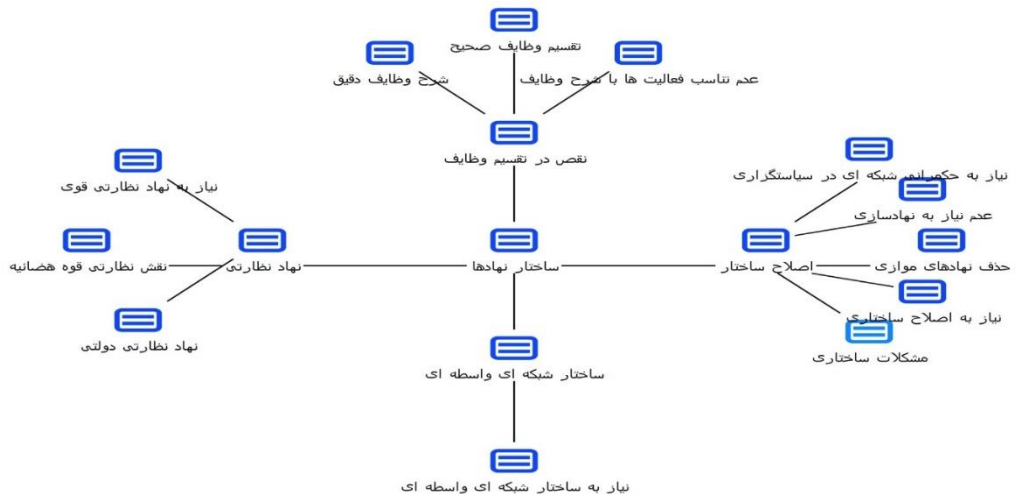 تقسیم وظایف صحیح
شرح وظایف دقیق
عدم تناسب فعالیت ها با شرح وظایف
نقص در تقسیم وظایف
نیاز به حکمرانی شبکه ای در سیاستگزاری
نیاز به نهاد نظارتی قوی
عدم نیاز به نهادسازی
حذف نهادهای موازی
اصلاح ساختار
ساختار نهادها
نهاد نظارتی
نقش نظارتی قوه هضائیه
نیاز به اصلاح ساختاری
نهاد نظارتی دولتی
مشکلات ساختاری
ساختار شبکه ای واسطه ای
نیاز به ساختار شبکه ای واسطه ای